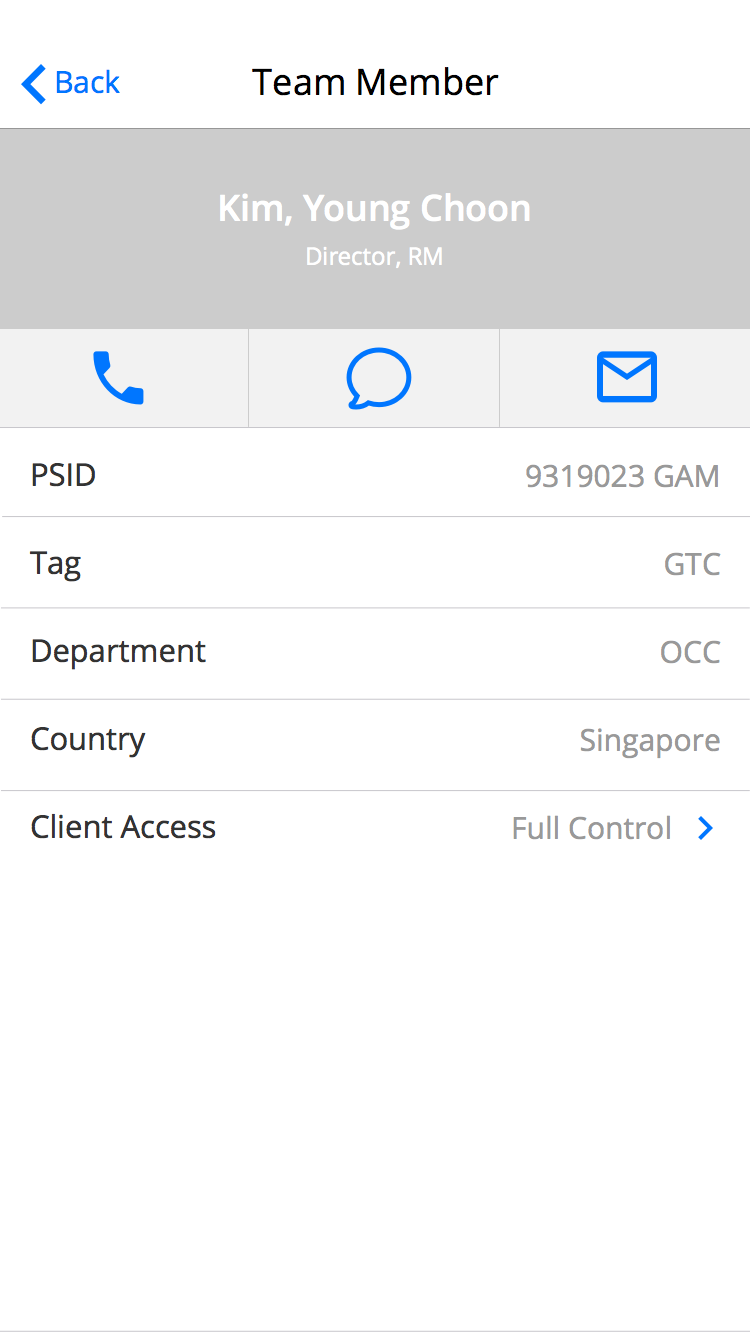 Back
Team Member
Kim, Young Choon
Director, RM
PSID 9319023 GAM
Tag GTC
Department OCC
Country Singapore
Client Access Full Control